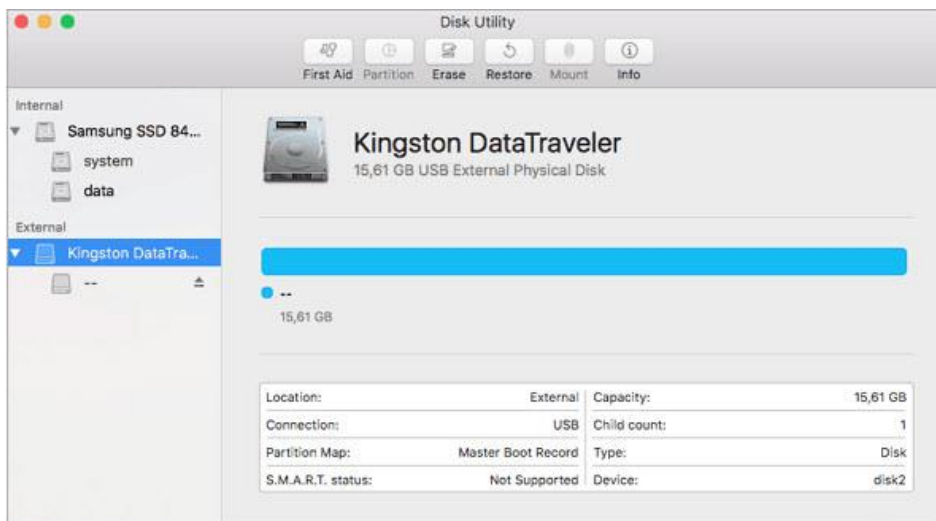 Disk Utility
First Aid Partition Erase Restore Mount Info
Internal
Samsung SSD 84...
system
data
External
Kingston DataTra...
--
Kingston DataTraveler
15,61 GB USB External Physical Disk
--
15,61 GB
Location: External Capacity: 15,61 GB
Connection: USB Child count: 1
Partition Map: Master Boot Record Type: Disk
S.M.A.R.T. status: Not Supported Device: disk2